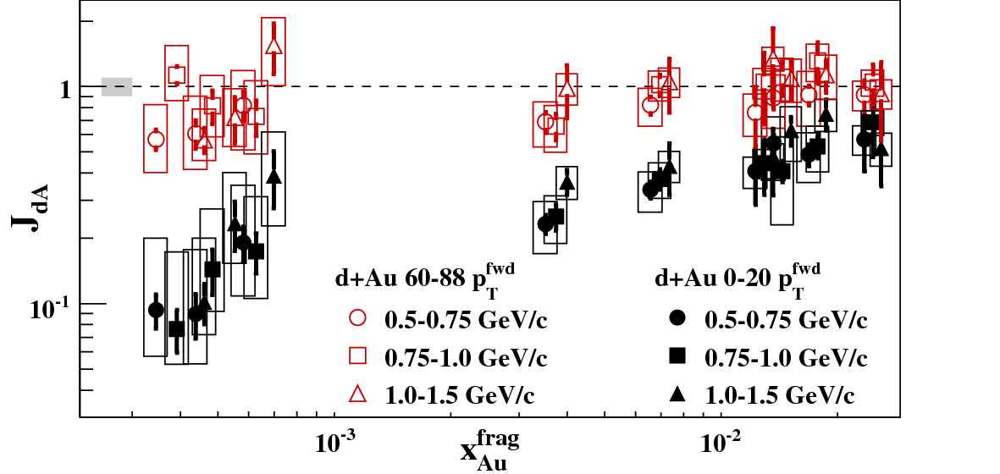 1
J_dA
10^-1
d+Au 60-88 p_T^fwd
0.5-0.75 GeV/c
0.75-1.0 GeV/c
1.0-1.5 GeV/c
d+Au 0-20 p_T^fwd
0.5-0.75 GeV/c
0.75-1.0 GeV/c
1.0-1.5 GeV/c
10^-3
10^-2
x_Au^frag